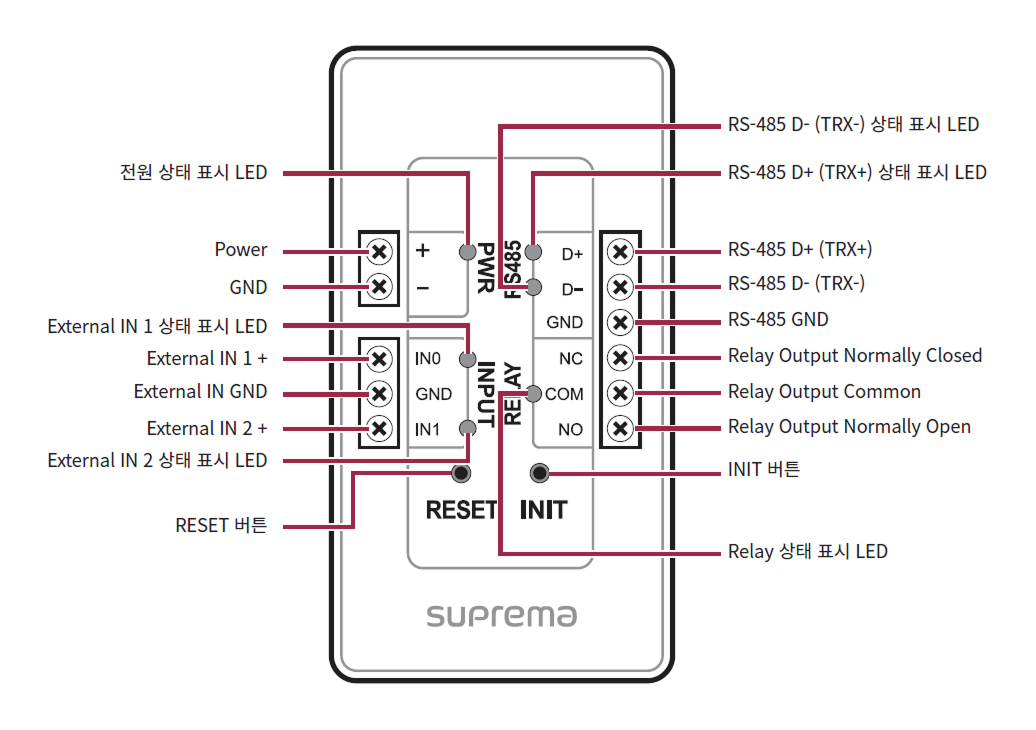 전원 상태 표시 LED
Power
GND
External IN 1 상태 표시 LED
External IN 1 +
External IN GND
External IN 2 +
External IN 2 상태 표시 LED
RESET 버튼
+
−
PWR
IN0
GND
IN1
INPUT
RS485
D+
D−
GND
RELAY
NC
COM
NO
RESET
INIT
suprema
RS-485 D- (TRX-) 상태 표시 LED
RS-485 D+ (TRX+) 상태 표시 LED
RS-485 D+ (TRX+)
RS-485 D- (TRX-)
RS-485 GND
Relay Output Normally Closed
Relay Output Common
Relay Output Normally Open
INIT 버튼
Relay 상태 표시 LED